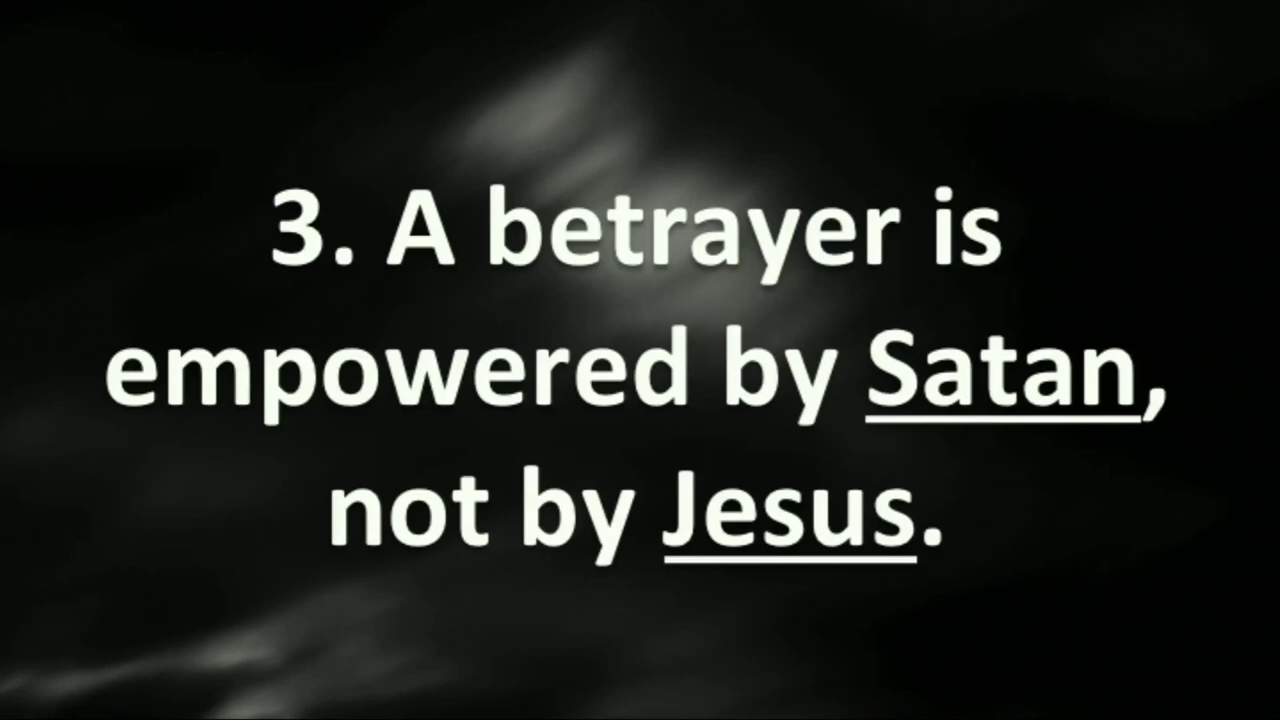 3. A betrayer is
empowered by Satan,
not by Jesus.